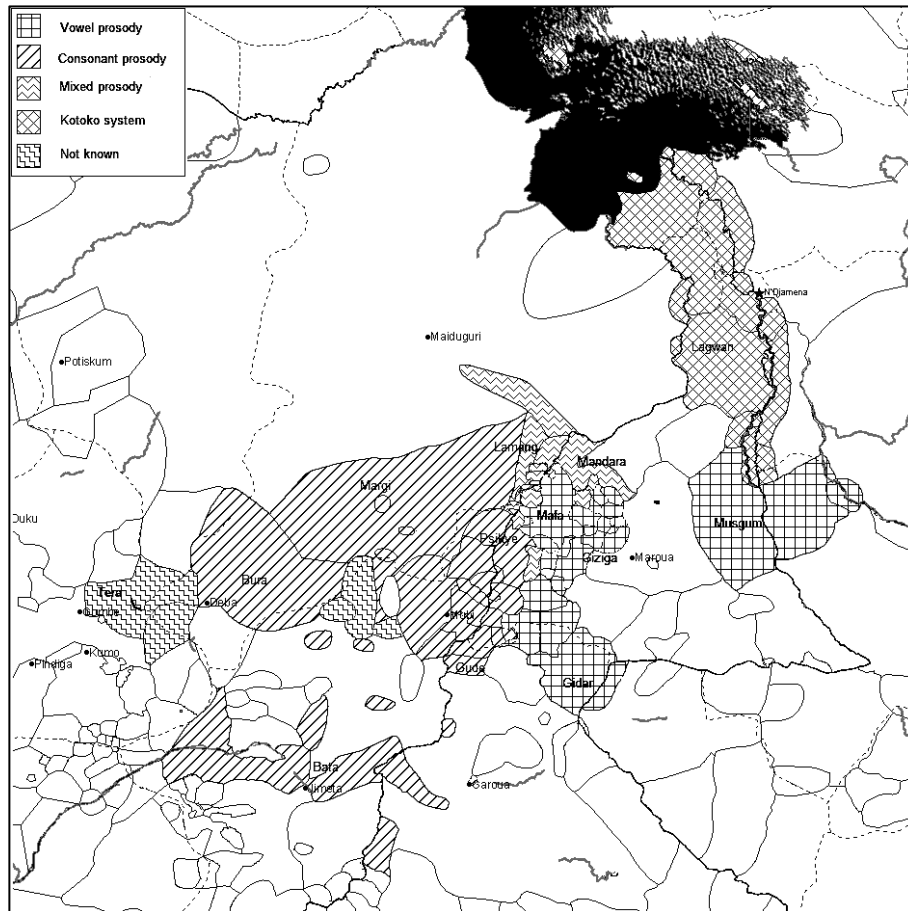 Vowel prosody
Consonant prosody
Mixed prosody
Kotoko system
Not known
N'Djamena
Maiduguri
Lagwan
Potiskum
Lamang
Mandara
Margi
Mafa
Musgum
Duku
Psikye
Giziga
Maroua
Bura
Tera
Deba
Gombe
Mubi
Kumo
Pindiga
Gude
Gidar
Bata
Jimeta
Garoua